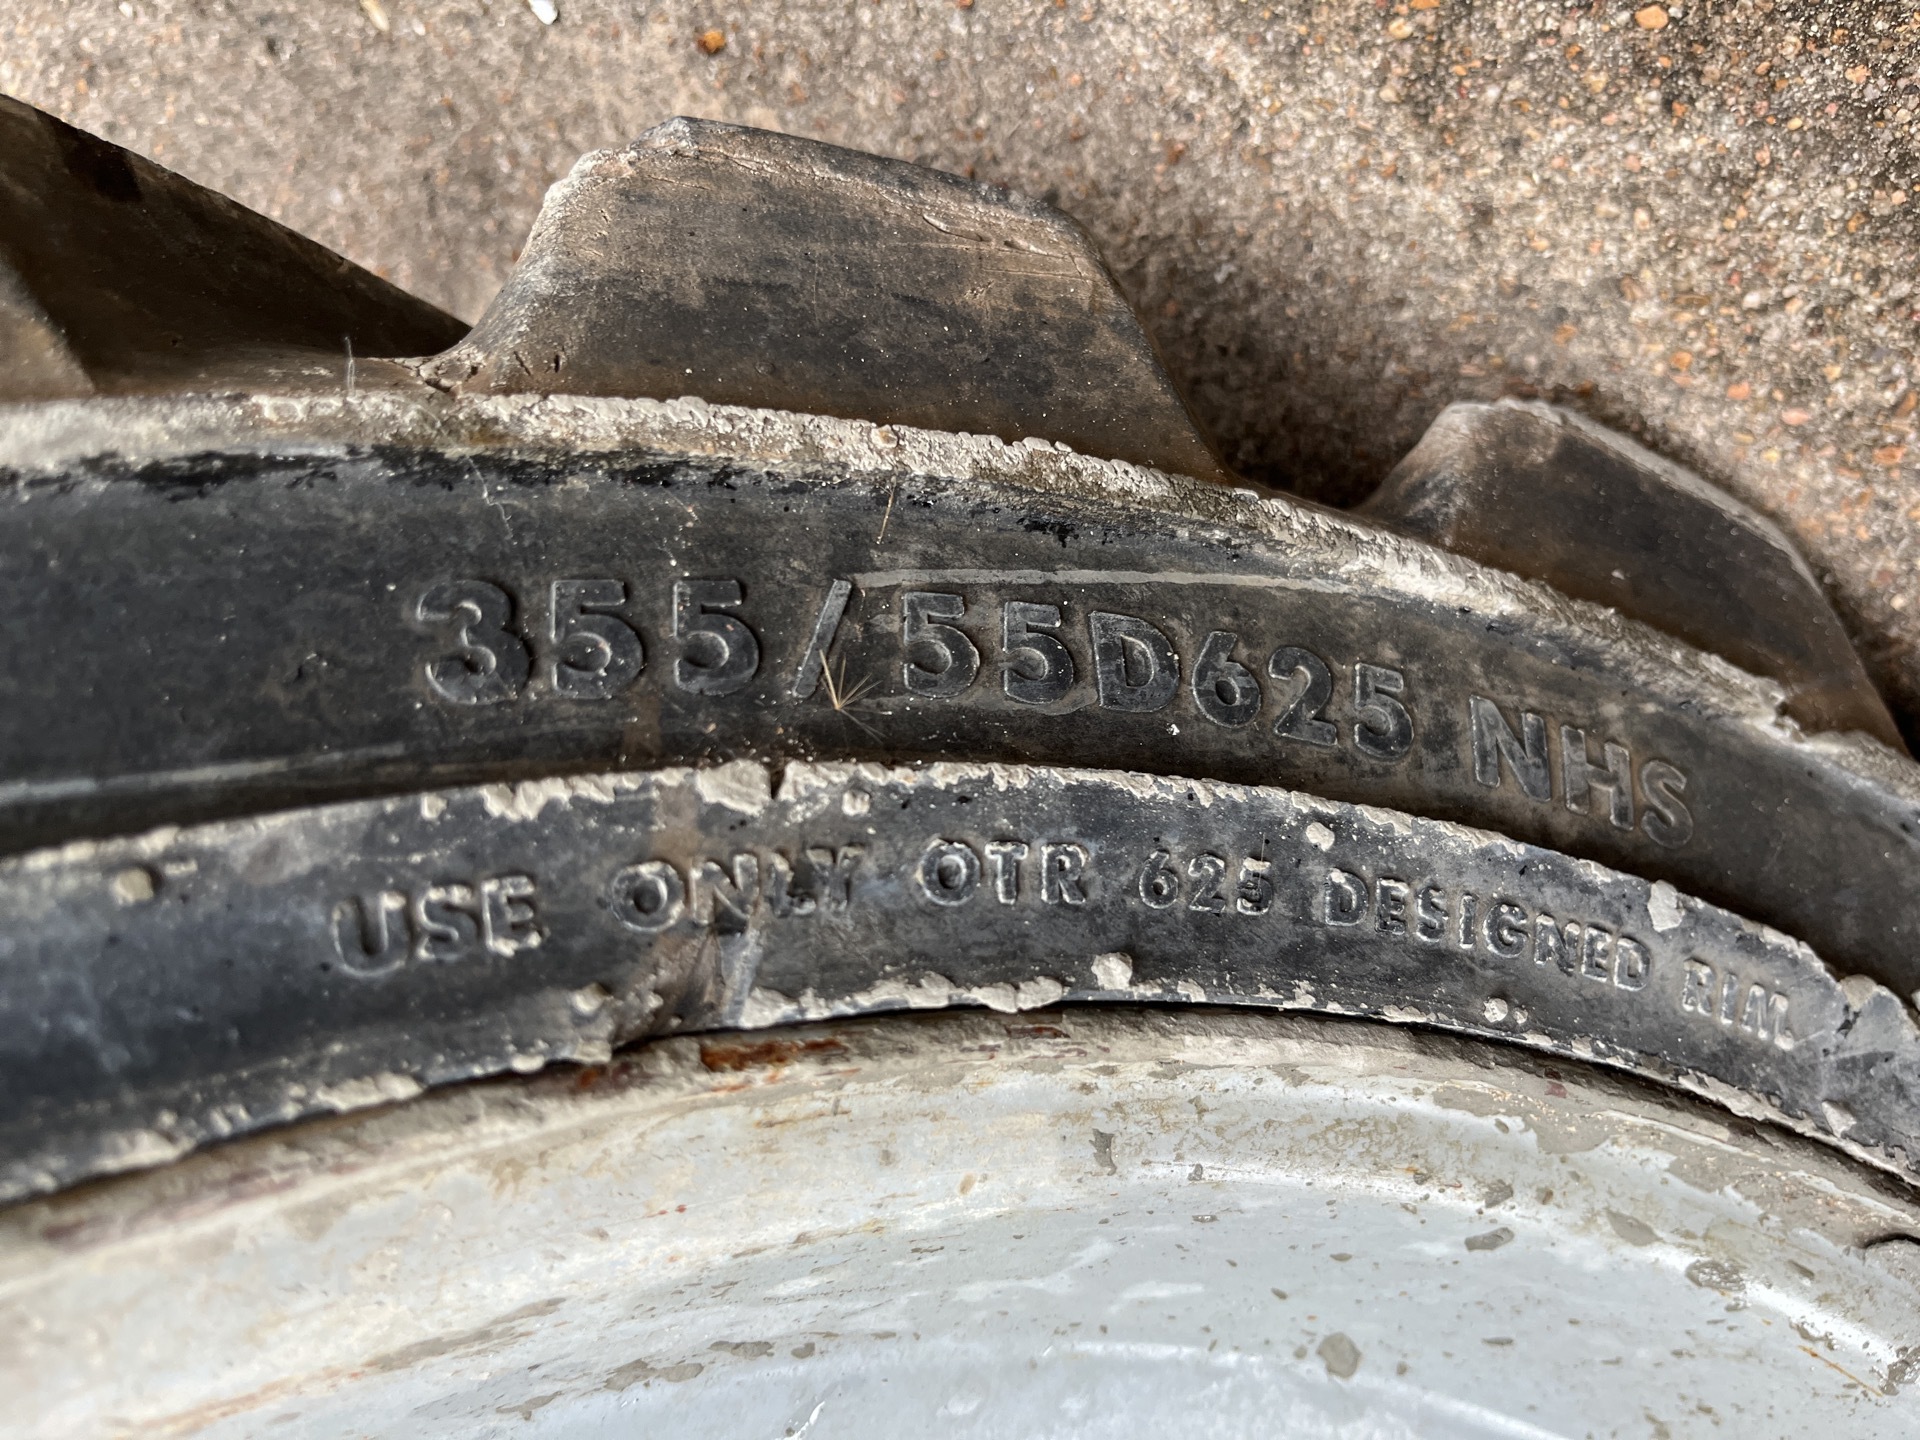 355/55D625 NHS
USE ONLY OTR 625 DESIGNED RIM.